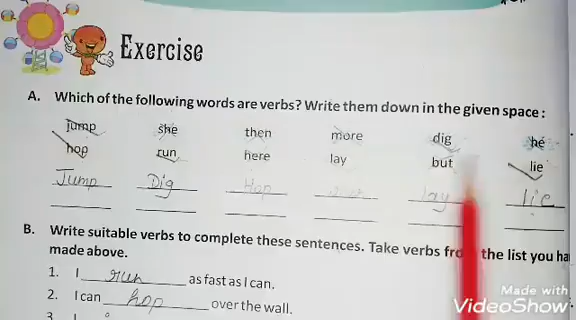 Exercise
A. Which of the following words are verbs? Write them down in the given space :
jump she then more dig he
hop run here lay but lie
Jump Dig Hop lay lie
B. Write suitable verbs to complete these sentences. Take verbs the list you
made above.
1. I run as fast as I can.
2. I can hop over the wall.
3. I
Made with
VideoShow